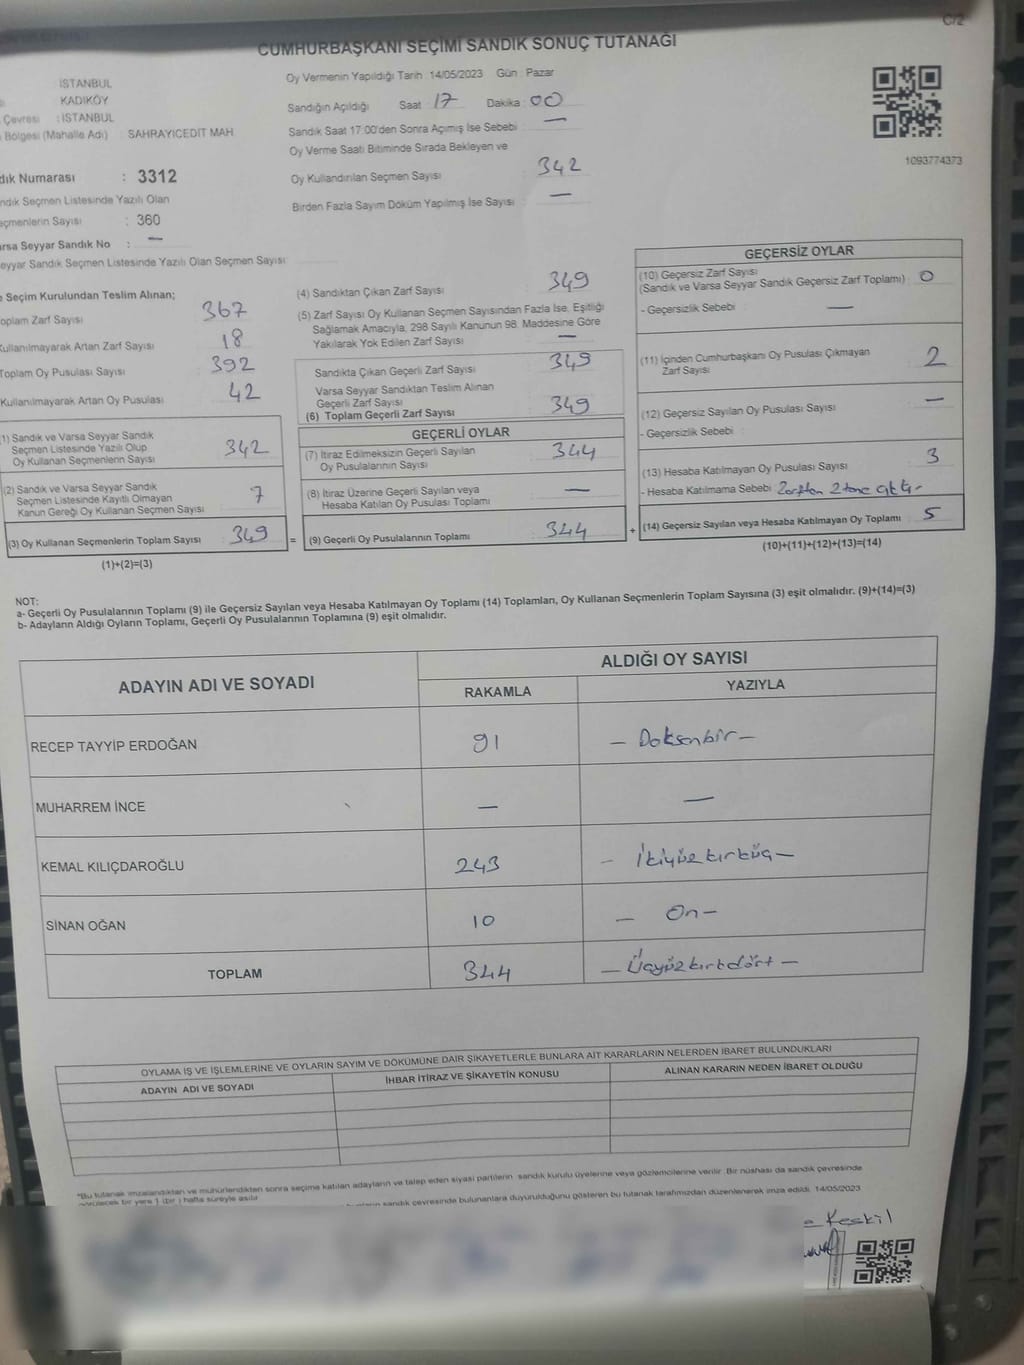 C/2
CUMHURBAŞKANI SEÇİMİ SANDIK SONUÇ TUTANAĞI
İSTANBUL
KADIKÖY
Çevresi : İSTANBUL
Bölgesi (Mahalle Adı) : SAHRAYICEDİT MAH.
dık Numarası : 3312
ndık Seçmen Listesinde Yazılı Olan
eçmenlerin Sayısı : 360
arsa Seyyar Sandık No : —
eyyar Sandık Seçmen Listesinde Yazılı Olan Seçmen Sayısı
Oy Vermenin Yapıldığı Tarih : 14/05/2023 Gün : Pazar
Sandığın Açıldığı Saat 17 Dakika : 00
Sandık Saat 17:00'den Sonra Açımış İse Sebebi : —
Oy Verme Saati Bitiminde Sırada Bekleyen ve
Oy Kullandırılan Seçmen Sayısı : 342
Birden Fazla Sayım Döküm Yapılmış İse Sayısı : —
1093774373
e Seçim Kurulundan Teslim Alınan;
oplam Zarf Sayısı 367
Kullanılmayarak Artan Zarf Sayısı 18
Toplam Oy Pusulası Sayısı 392
Kullanılmayarak Artan Oy Pusulası 42
1) Sandık ve Varsa Seyyar Sandık
Seçmen Listesinde Yazılı Olup
Oy Kullanan Seçmenlerin Sayısı 342
(2) Sandık ve Varsa Seyyar Sandık
Seçmen Listesinde Kayıtlı Olmayan
Kanun Gereği Oy Kullanan Seçmen Sayısı : 7
(3) Oy Kullanan Seçmenlerin Toplam Sayısı : 349
(1)+(2)=(3)
(4) Sandıktan Çıkan Zarf Sayısı 349
(5) Zarf Sayısı Oy Kullanan Seçmen Sayısından Fazla İse, Eşitliği
Sağlamak Amacıyla, 298 Sayılı Kanunun 98. Maddesine Göre
Yakılarak Yok Edilen Zarf Sayısı —
Sandıkta Çıkan Geçerli Zarf Sayısı : 349
Varsa Seyyar Sandıktan Teslim Alınan
Geçerli Zarf Sayısı
(6) Toplam Geçerli Zarf Sayısı : 349
GEÇERLİ OYLAR
(7) İtiraz Edilmeksizin Geçerli Sayılan
Oy Pusulalarının Sayısı : 344
(8) İtiraz Üzerine Geçerli Sayılan veya
Hesaba Katılan Oy Pusulası Toplamı : —
= (9) Geçerli Oy Pusulalarının Toplamı : 344
GEÇERSİZ OYLAR
(10) Geçersiz Zarf Sayısı
(Sandık ve Varsa Seyyar Sandık Geçersiz Zarf Toplamı) : 0
- Geçersizlik Sebebi : —
(11) İçinden Cumhurbaşkanı Oy Pusulası Çıkmayan
Zarf Sayısı : 2
(12) Geçersiz Sayılan Oy Pusulası Sayısı : —
- Geçersizlik Sebebi :
(13) Hesaba Katılmayan Oy Pusulası Sayısı : 3
- Hesaba Katılmama Sebebi : Zarftan 2 tane çıktı-
+ (14) Geçersiz Sayılan veya Hesaba Katılmayan Oy Toplamı : 5
(10)+(11)+(12)+(13)=(14)
NOT:
a- Geçerli Oy Pusulalarının Toplamı (9) ile Geçersiz Sayılan veya Hesaba Katılmayan Oy Toplamı (14) Toplamları, Oy Kullanan Seçmenlerin Toplam Sayısına (3) eşit olmalıdır. (9)+(14)=(3)
b- Adayların Aldığı Oyların Toplamı, Geçerli Oy Pusulalarının Toplamına (9) eşit olmalıdır.
ADAYIN ADI VE SOYADI ALDIĞI OY SAYISI
RAKAMLA YAZIYLA
RECEP TAYYİP ERDOĞAN 91 — Doksanbir —
MUHARREM İNCE — —
KEMAL KILIÇDAROĞLU 243 — İkiyüzkırküç —
SİNAN OĞAN 10 — On —
TOPLAM 344 — Üçyüzkırkdört —
OYLAMA İŞ VE İŞLEMLERİNE VE OYLARIN SAYIM VE DÖKÜMÜNE DAİR ŞİKAYETLERLE BUNLARA AİT KARARLARIN NELERDEN İBARET BULUNDUKLARI
ADAYIN ADI VE SOYADI İHBAR İTİRAZ VE ŞİKAYETİN KONUSU ALINAN KARARIN NEDEN İBARET OLDUĞU
*Bu tutanak imzalandıktan ve mühürlendikten sonra seçime katılan adayların ve talep eden siyasi partilerin sandık kurulu üyelerine veya gözlemcilerine verilir. Bir nüshası da sandık çevresinde
görülecek bir yere 1 (bir ) hafta süreyle asılır.
sandık çevresinde bulunanlara duyurulduğunu gösteren bu tutanak tarafımızdan düzenlenerek imza edildi. 14/05/2023
Keskil